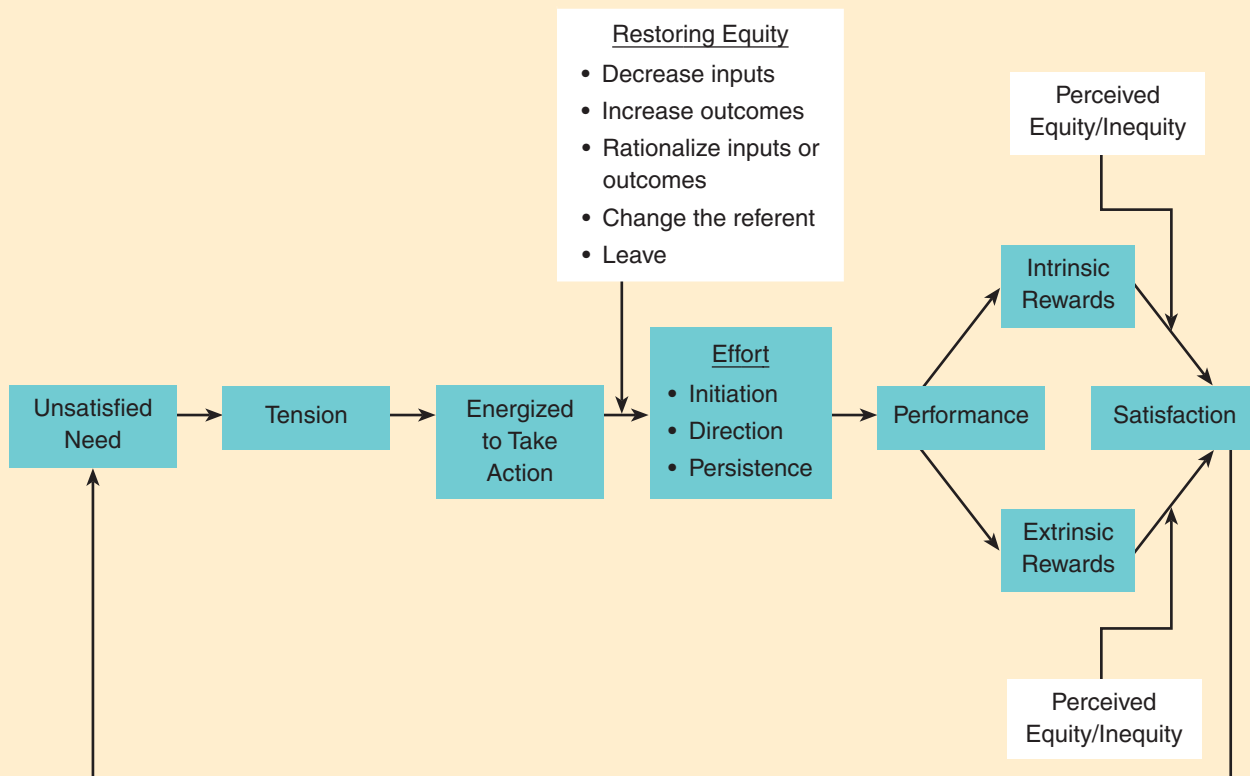 Restoring Equity
• Decrease inputs
• Increase outcomes
• Rationalize inputs or
outcomes
• Change the referent
• Leave
Perceived
Equity/Inequity
Intrinsic
Rewards
Unsatisfied
Need
Tension
Energized
to Take
Action
Effort
• Initiation
• Direction
• Persistence
Performance
Satisfaction
Extrinsic
Rewards
Perceived
Equity/Inequity